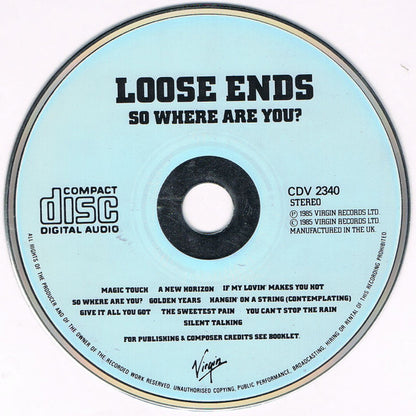 LOOSE ENDS
SO WHERE ARE YOU?
COMPACT
disc
DIGITAL AUDIO
CDV 2340
STEREO
Ⓟ 1985 VIRGIN RECORDS LTD.
© 1985 VIRGIN RECORDS LTD.
MANUFACTURED IN THE UK.
MAGIC TOUCH A NEW HORIZON IF MY LOVIN' MAKES YOU HOT
SO WHERE ARE YOU? GOLDEN YEARS HANGIN' ON A STRING (CONTEMPLATING)
GIVE IT ALL YOU GOT THE SWEETEST PAIN YOU CAN'T STOP THE RAIN
SILENT TALKING
FOR PUBLISHING & COMPOSER CREDITS SEE BOOKLET.
Virgin
ALL RIGHTS OF THE PRODUCER AND OF THE OWNER OF THE RECORDED WORK RESERVED. UNAUTHORISED COPYING, PUBLIC PERFORMANCE, BROADCASTING, HIRING OR RENTAL OF THIS RECORDING PROHIBITED